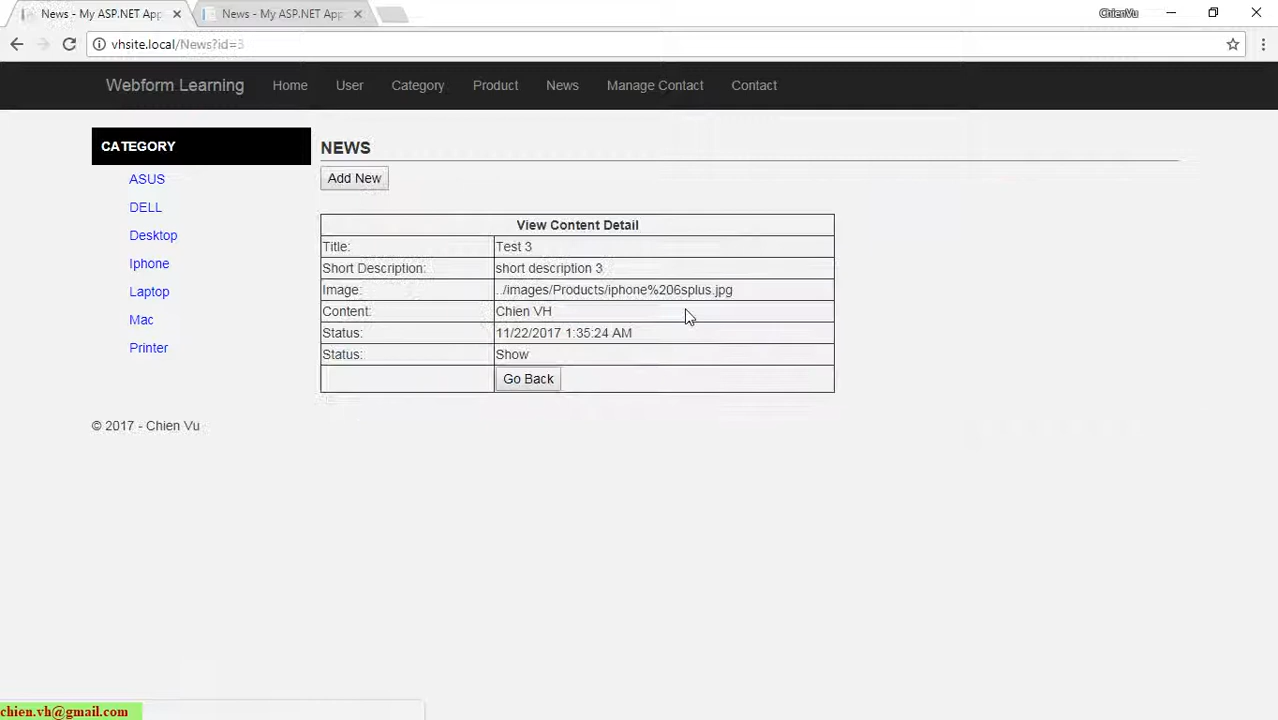 News - My ASP.NET App
News - My ASP.NET App
ChienVu
vhsite.local/News?id=3
Webform Learning Home User Category Product News Manage Contact Contact
CATEGORY
ASUS
DELL
Desktop
Iphone
Laptop
Mac
Printer
NEWS
Add New
View Content Detail
Title: Test 3
Short Description: short description 3
Image: ../images/Products/iphone%206splus.jpg
Content: Chien VH
Status: 11/22/2017 1:35:24 AM
Status: Show
Go Back
© 2017 - Chien Vu
chien.vh@gmail.com